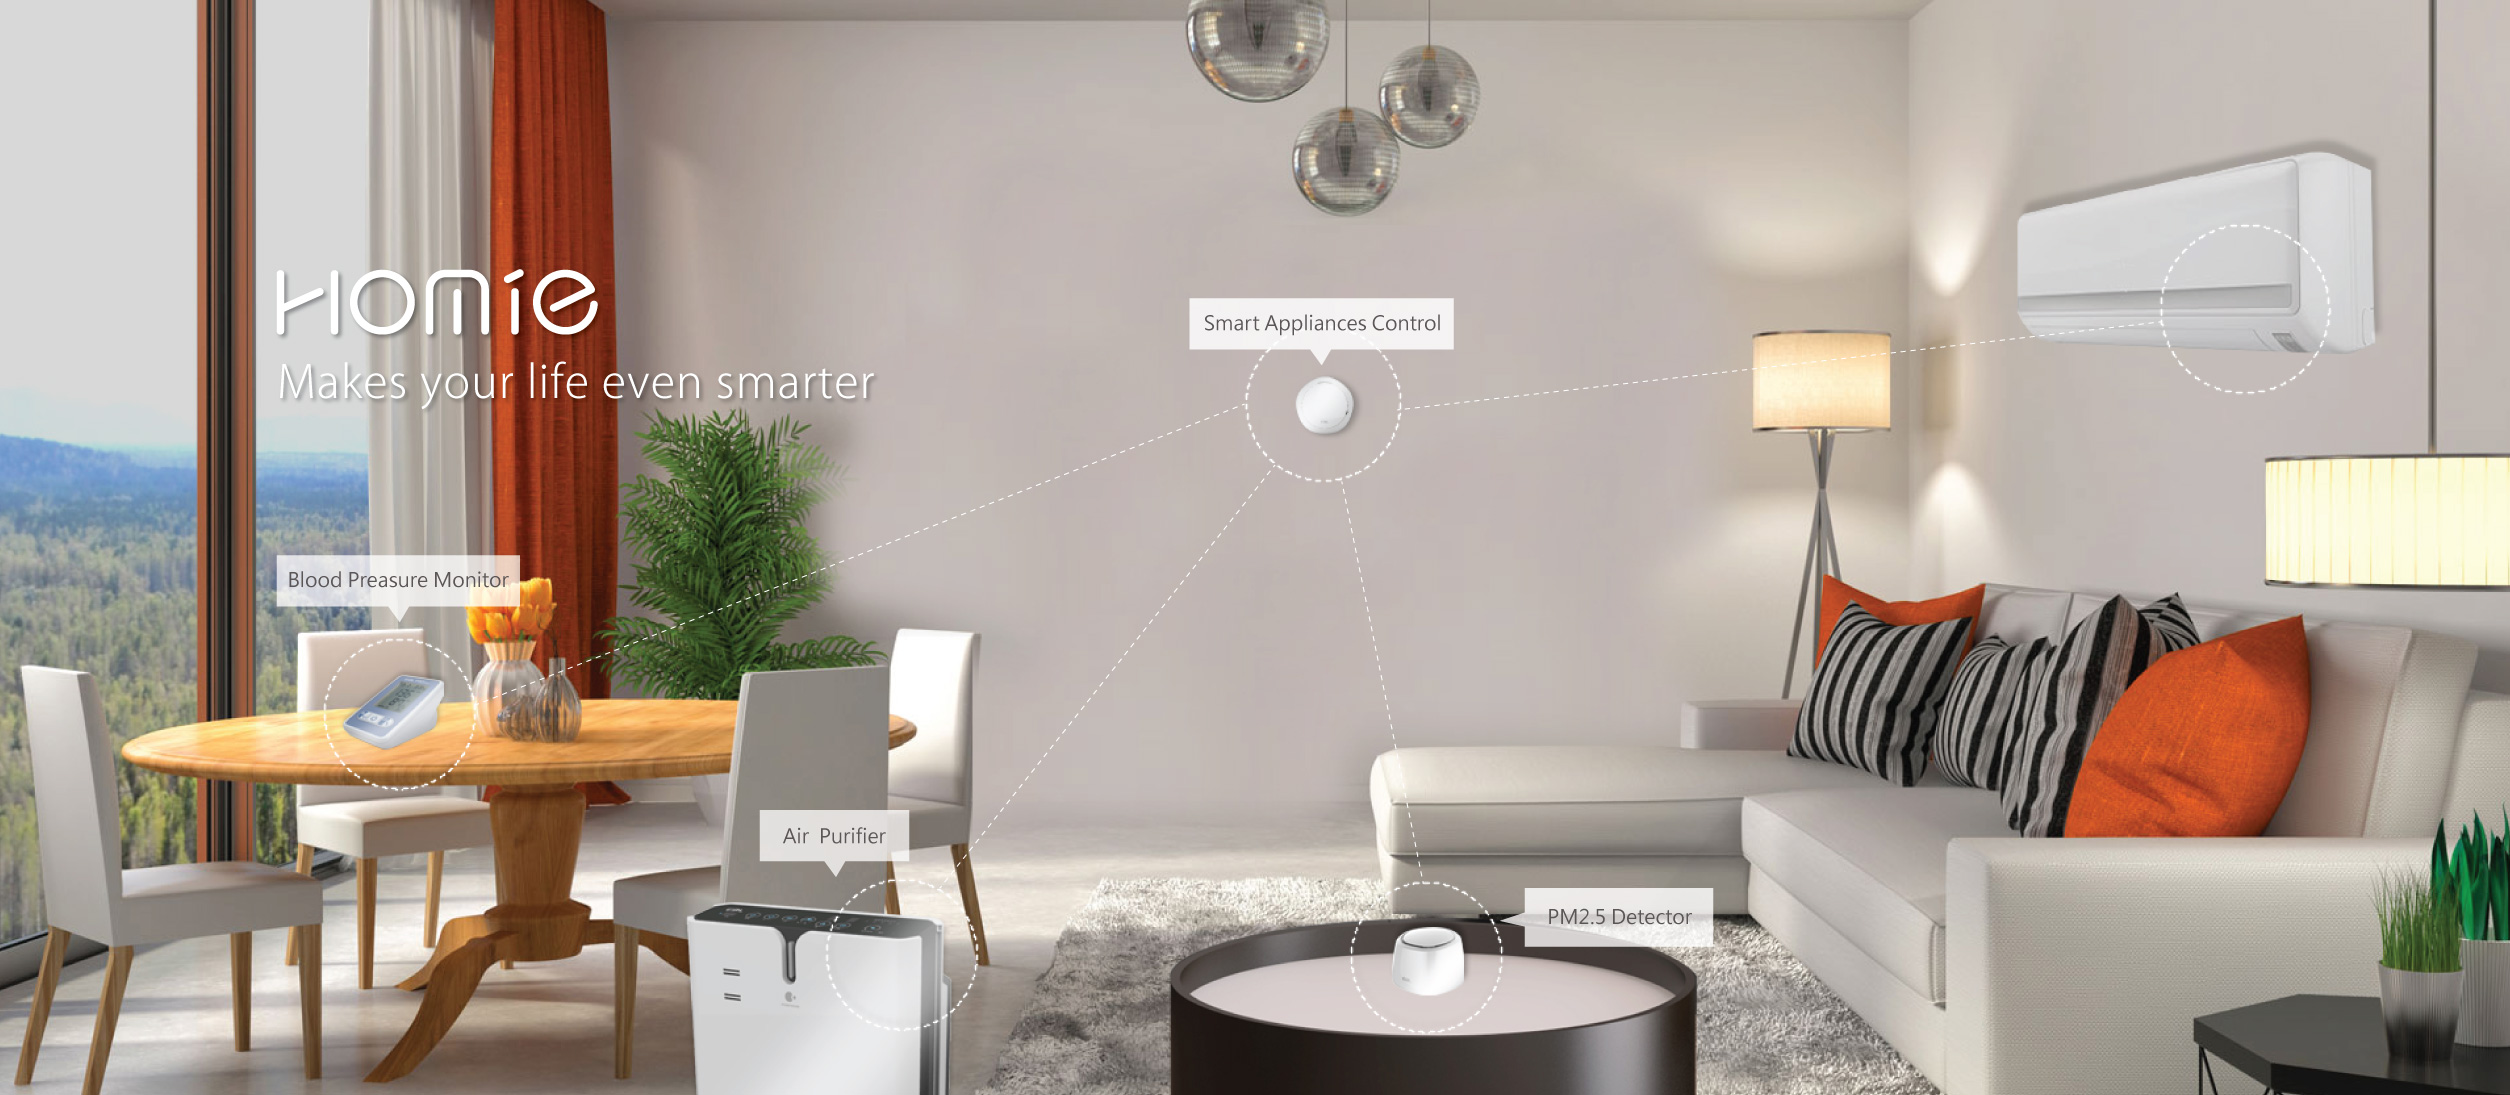 Homie
Makes your life even smarter
Smart Appliances Control
Blood Preasure Monitor
Air Purifier
PM2.5 Detector